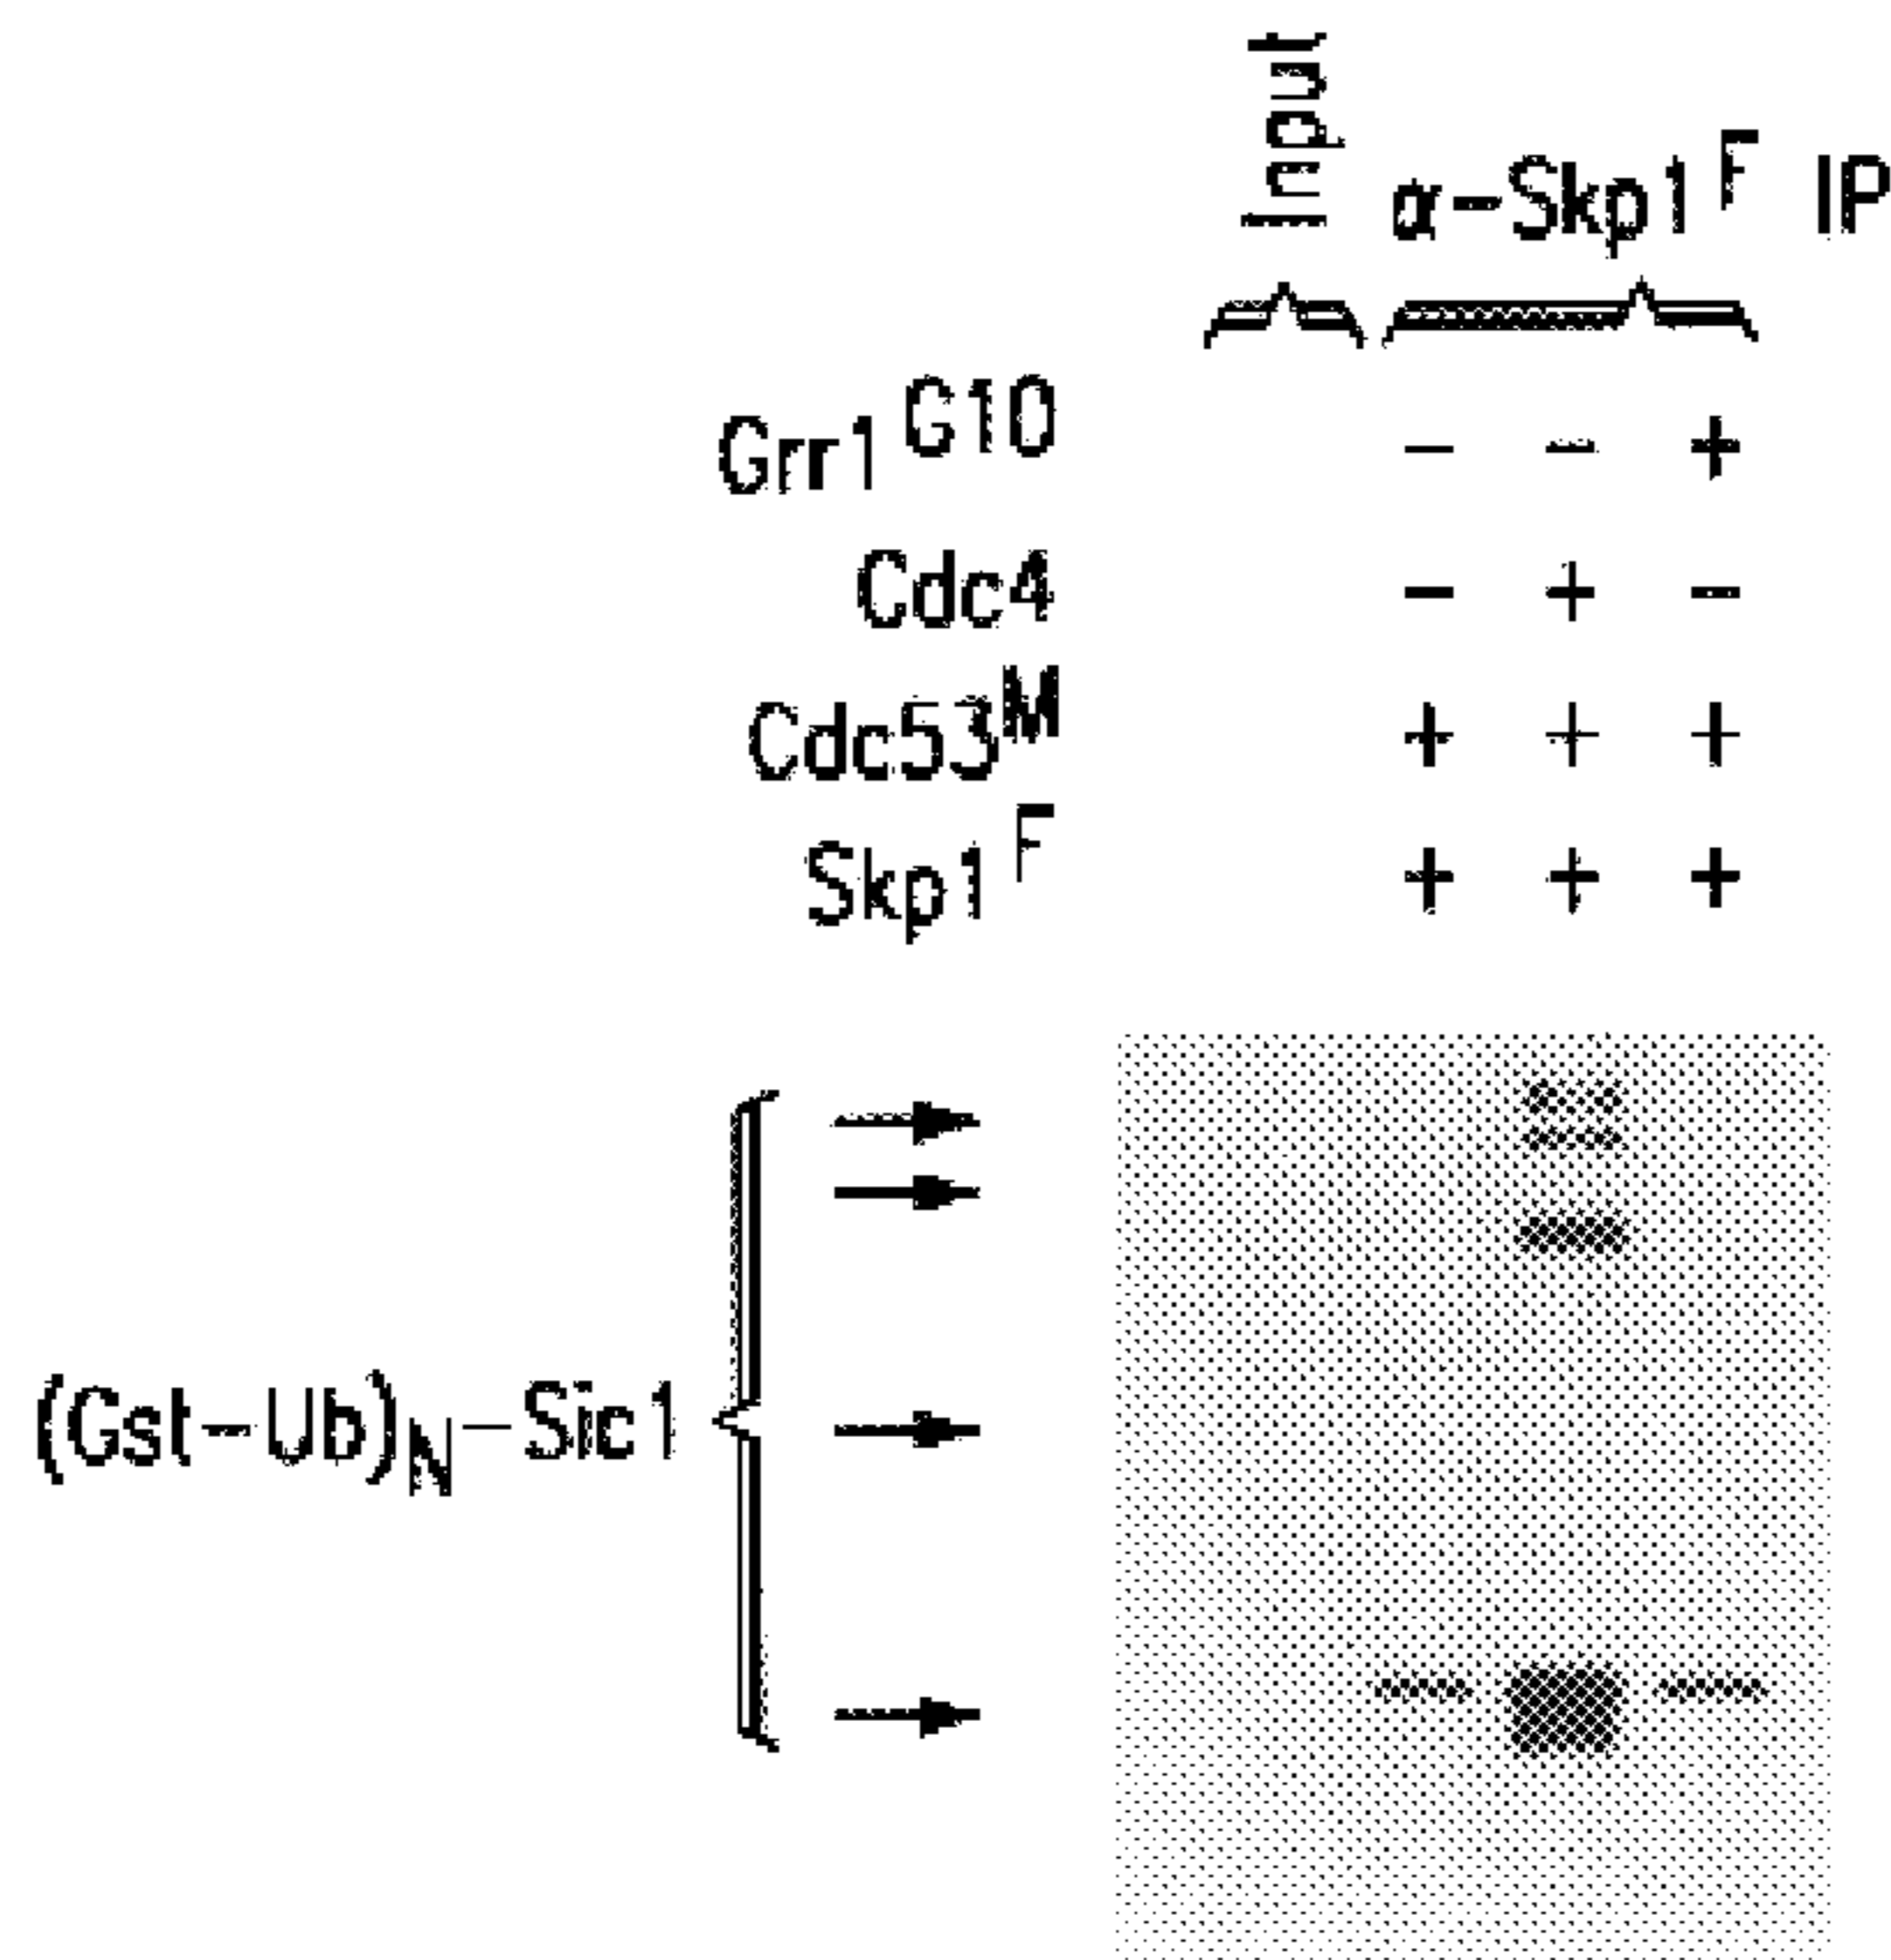 Input
α-Skp1F IP
Grr1G10 - - +
Cdc4 - + -
Cdc53M + + +
Skp1F + + +
(Gst-Ub)N-Sic1